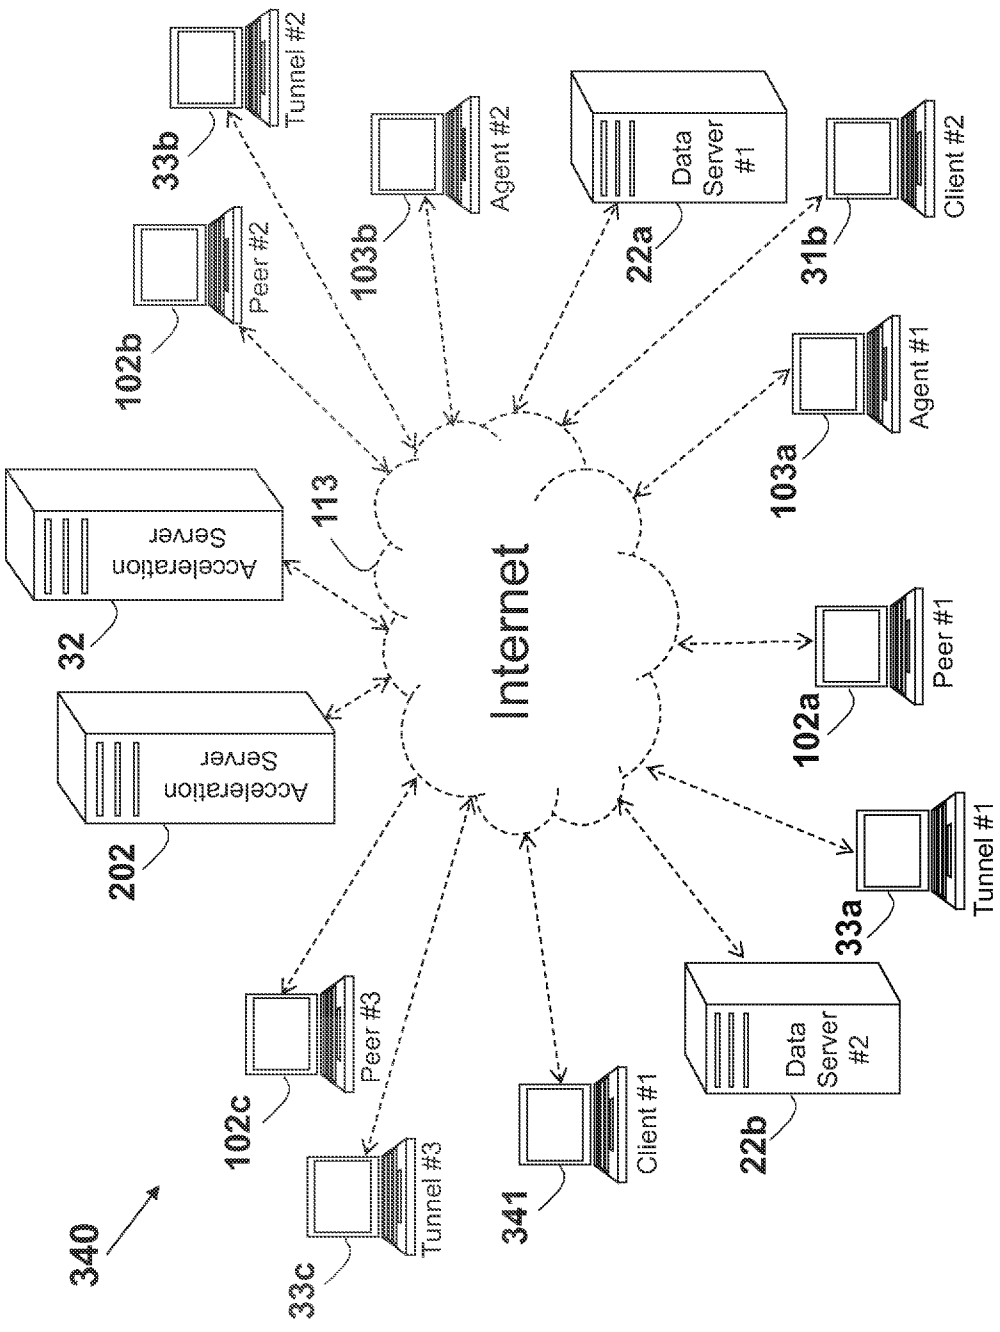 340
33c
Tunnel #3
102c
Peer #3
202
Acceleration
Server
32
Acceleration
Server
102b
Peer #2
33b
Tunnel #2
341
Client #1
Internet
113
103b
Agent #2
22b
Data
Server
#2
33a
Tunnel #1
102a
Peer #1
103a
Agent #1
22a
Data
Server
#1
31b
Client #2